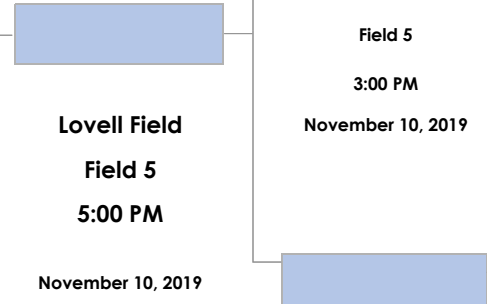 Field 5
3:00 PM
November 10, 2019
Lovell Field
Field 5
5:00 PM
November 10, 2019